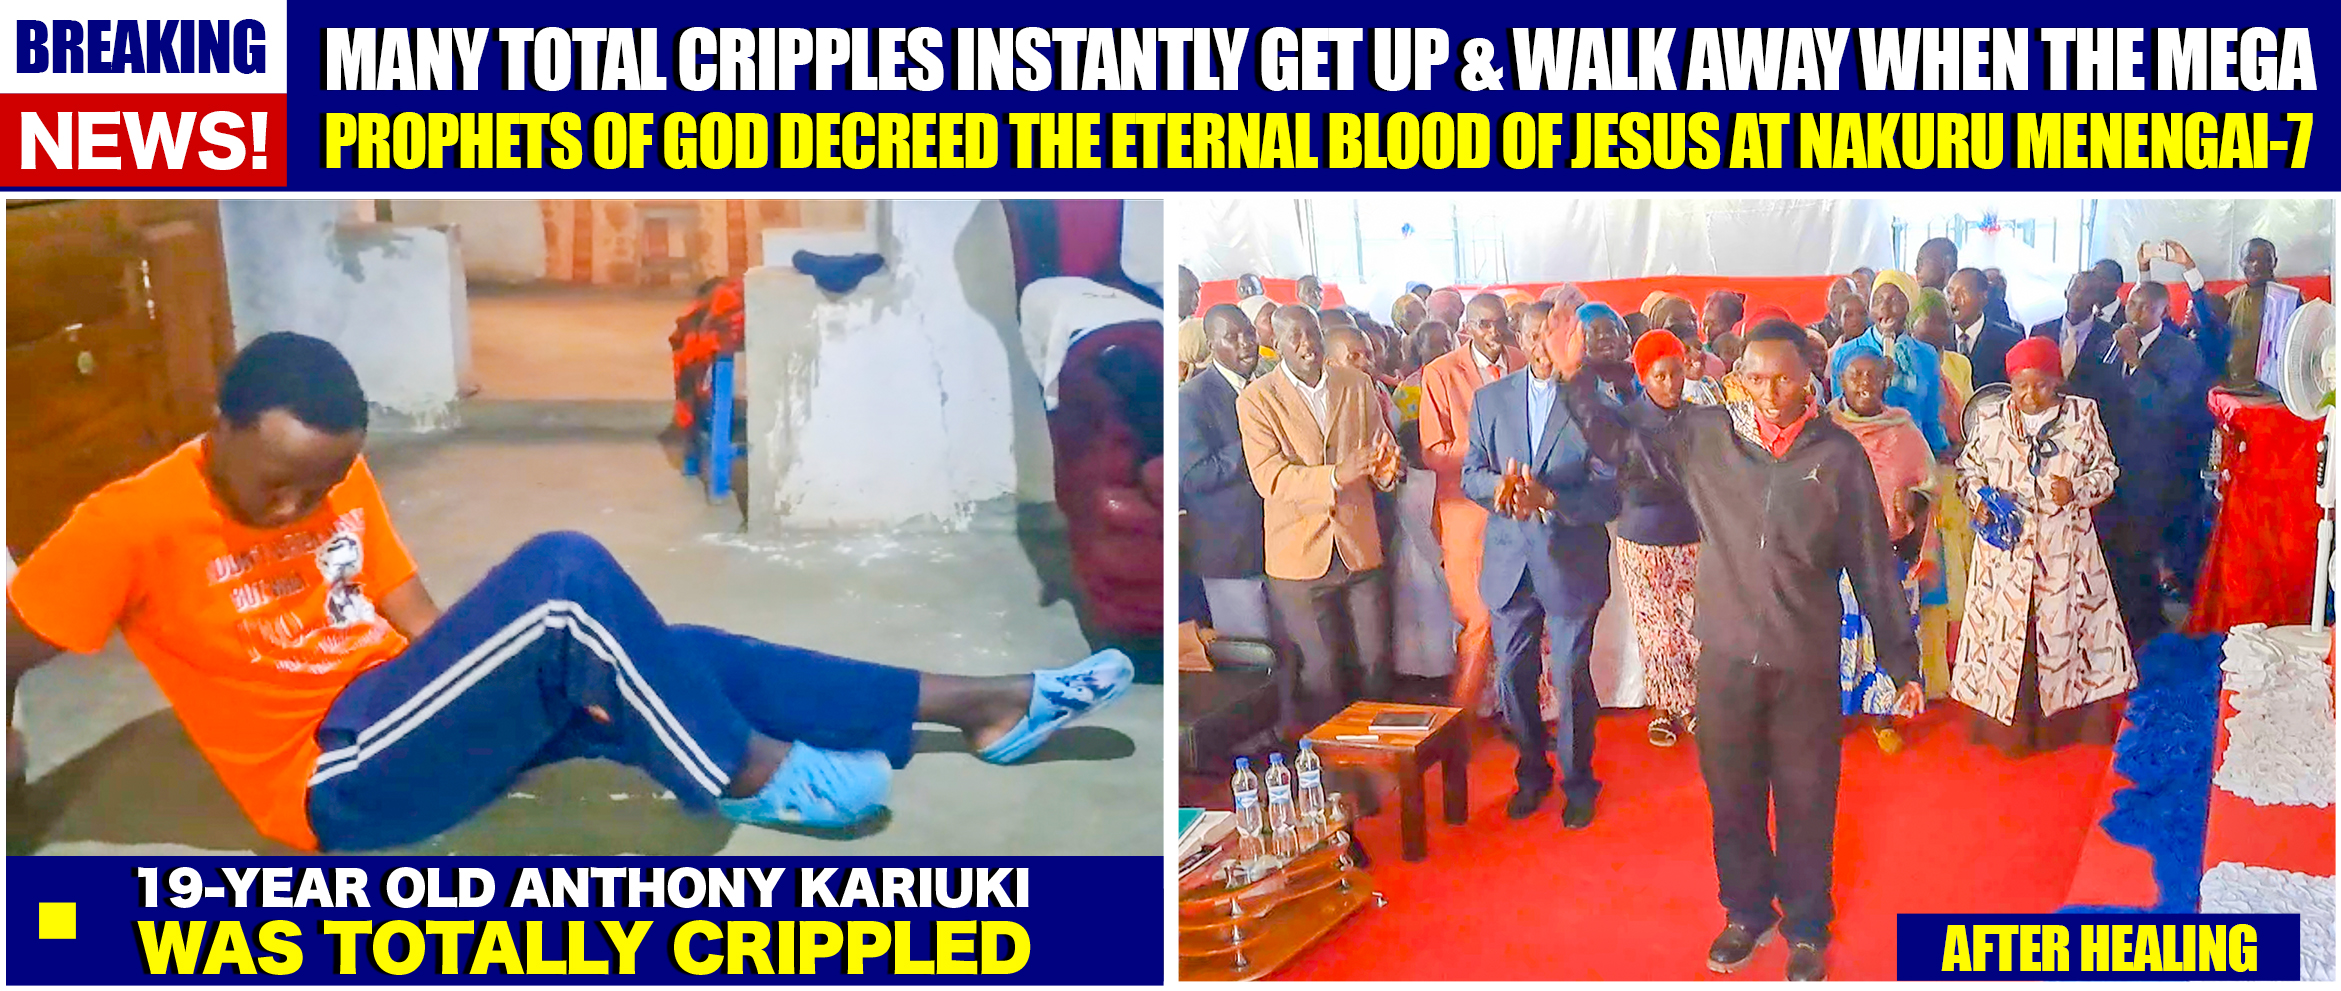 BREAKING
NEWS!
MANY TOTAL CRIPPLES INSTANTLY GET UP & WALK AWAY WHEN THE MEGA
PROPHETS OF GOD DECREED THE ETERNAL BLOOD OF JESUS AT NAKURU MENENGAI-7
BUT
19-YEAR OLD ANTHONY KARIUKI
WAS TOTALLY CRIPPLED
AFTER HEALING